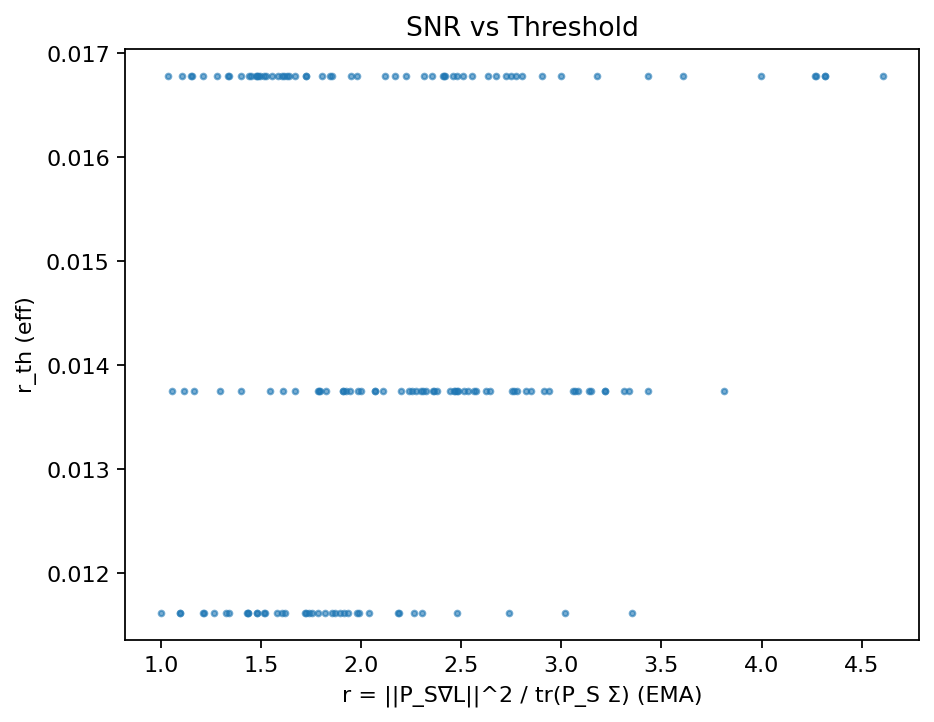 SNR vs Threshold
0.017
0.016
0.015
0.014
0.013
0.012
r_th (eff)
1.0 1.5 2.0 2.5 3.0 3.5 4.0 4.5
r = ||P_S∇L||^2 / tr(P_S Σ) (EMA)